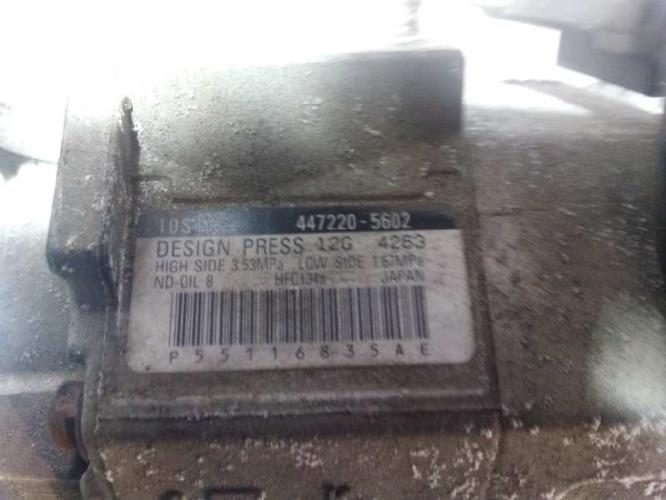 10S 447220-5602
DESIGN PRESS 12G 4263
HIGH SIDE 3.53MPa LOW SIDE 1.67MPa
ND-OIL 8 HFC134a JAPAN
P55116835AE